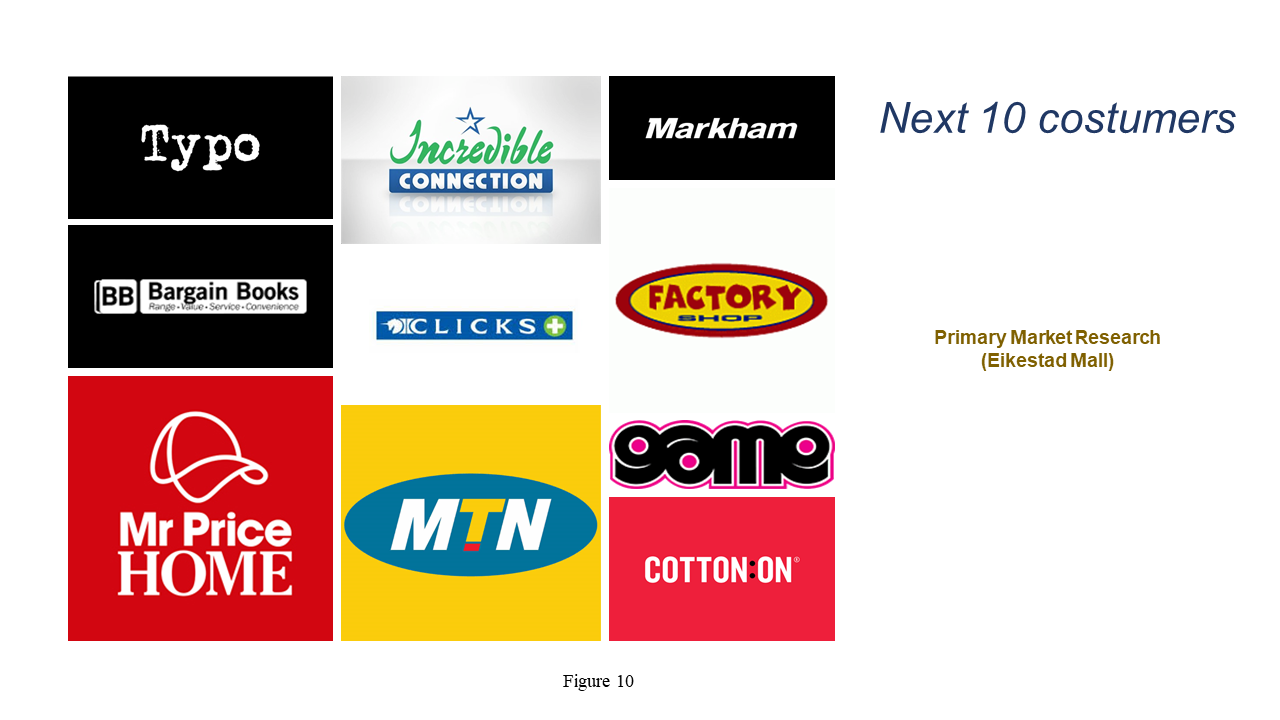 Next 10 costumers
Typo
Incredible
CONNECTION
Markham
BB Bargain Books
Range • Value • Service • Convenience
CLICKS
FACTORY
SHOP
Mr Price
HOME
MTN
game
COTTON:ON®
Primary Market Research
(Eikestad Mall)
Figure 10